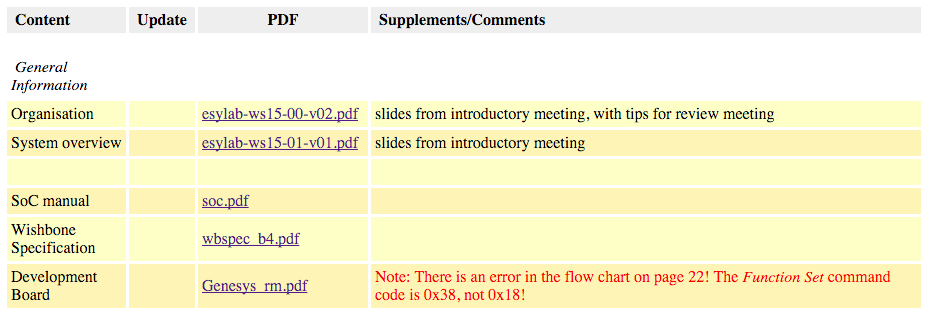 Content Update PDF Supplements/Comments
General
Information
Organisation esylab-ws15-00-v02.pdf slides from introductory meeting, with tips for review meeting
System overview esylab-ws15-01-v01.pdf slides from introductory meeting
SoC manual soc.pdf
Wishbone
Specification wbspec_b4.pdf
Development
Board Genesys_rm.pdf Note: There is an error in the flow chart on page 22! The Function Set command
code is 0x38, not 0x18!